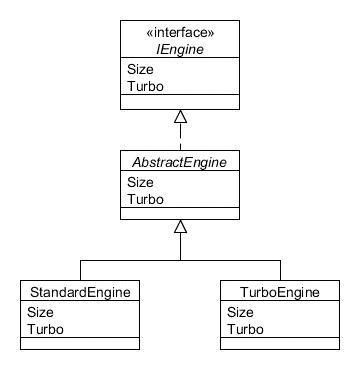 «interface»
IEngine
Size
Turbo
AbstractEngine
Size
Turbo
StandardEngine
Size
Turbo
TurboEngine
Size
Turbo